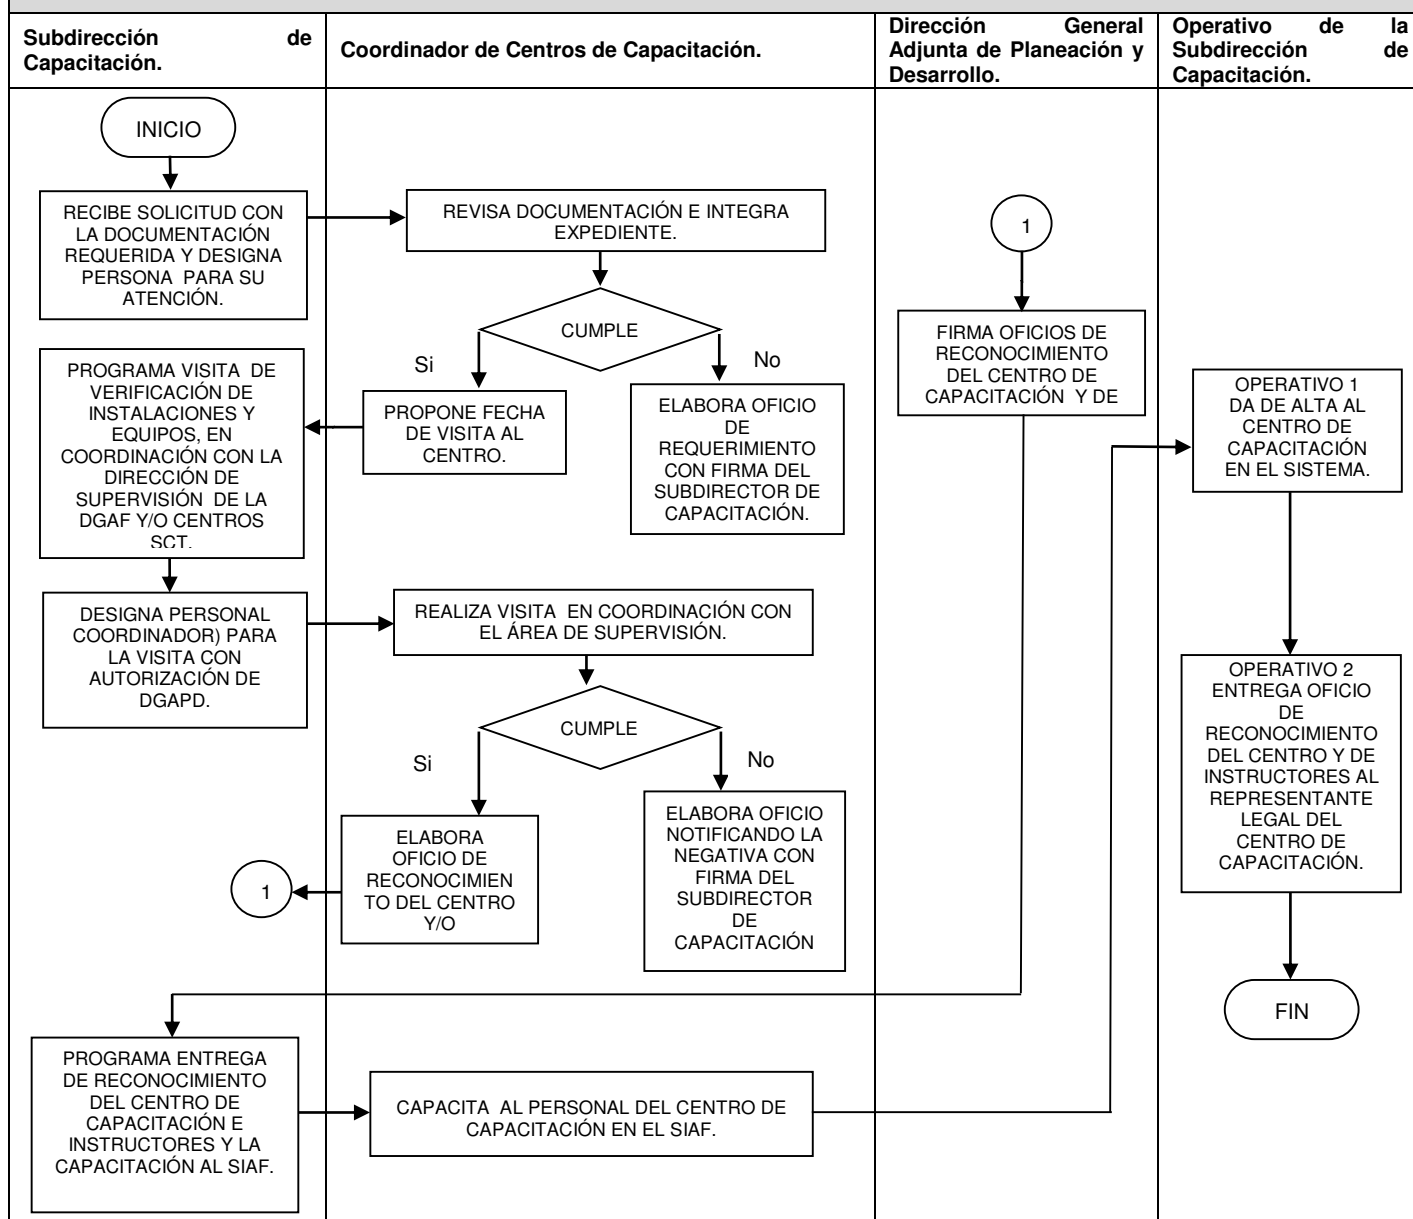 Subdirección de
Capacitación.
Coordinador de Centros de Capacitación.
Dirección General
Adjunta de Planeación y
Desarrollo.
Operativo de la
Subdirección de
Capacitación.
INICIO
RECIBE SOLICITUD CON
LA DOCUMENTACIÓN
REQUERIDA Y DESIGNA
PERSONA PARA SU
ATENCIÓN.
REVISA DOCUMENTACIÓN E INTEGRA
EXPEDIENTE.
CUMPLE
Si
No
PROPONE FECHA
DE VISITA AL
CENTRO.
ELABORA OFICIO
DE
REQUERIMIENTO
CON FIRMA DEL
SUBDIRECTOR DE
CAPACITACIÓN.
PROGRAMA VISITA DE
VERIFICACIÓN DE
INSTALACIONES Y
EQUIPOS, EN
COORDINACIÓN CON LA
DIRECCIÓN DE
SUPERVISIÓN DE LA
DGAF Y/O CENTROS
SCT.
DESIGNA PERSONAL
COORDINADOR) PARA
LA VISITA CON
AUTORIZACIÓN DE
DGAPD.
REALIZA VISITA EN COORDINACIÓN CON
EL ÁREA DE SUPERVISIÓN.
CUMPLE
Si
No
ELABORA
OFICIO DE
RECONOCIMIEN
TO DEL CENTRO
Y/O
ELABORA OFICIO
NOTIFICANDO LA
NEGATIVA CON
FIRMA DEL
SUBDIRECTOR
DE
CAPACITACIÓN
1
1
FIRMA OFICIOS DE
RECONOCIMIENTO
DEL CENTRO DE
CAPACITACIÓN Y DE
PROGRAMA ENTREGA
DE RECONOCIMIENTO
DEL CENTRO DE
CAPACITACIÓN E
INSTRUCTORES Y LA
CAPACITACIÓN AL SIAF.
CAPACITA AL PERSONAL DEL CENTRO DE
CAPACITACIÓN EN EL SIAF.
OPERATIVO 1
DA DE ALTA AL
CENTRO DE
CAPACITACIÓN
EN EL SISTEMA.
OPERATIVO 2
ENTREGA OFICIO
DE
RECONOCIMIENTO
DEL CENTRO Y DE
INSTRUCTORES AL
REPRESENTANTE
LEGAL DEL
CENTRO DE
CAPACITACIÓN.
FIN